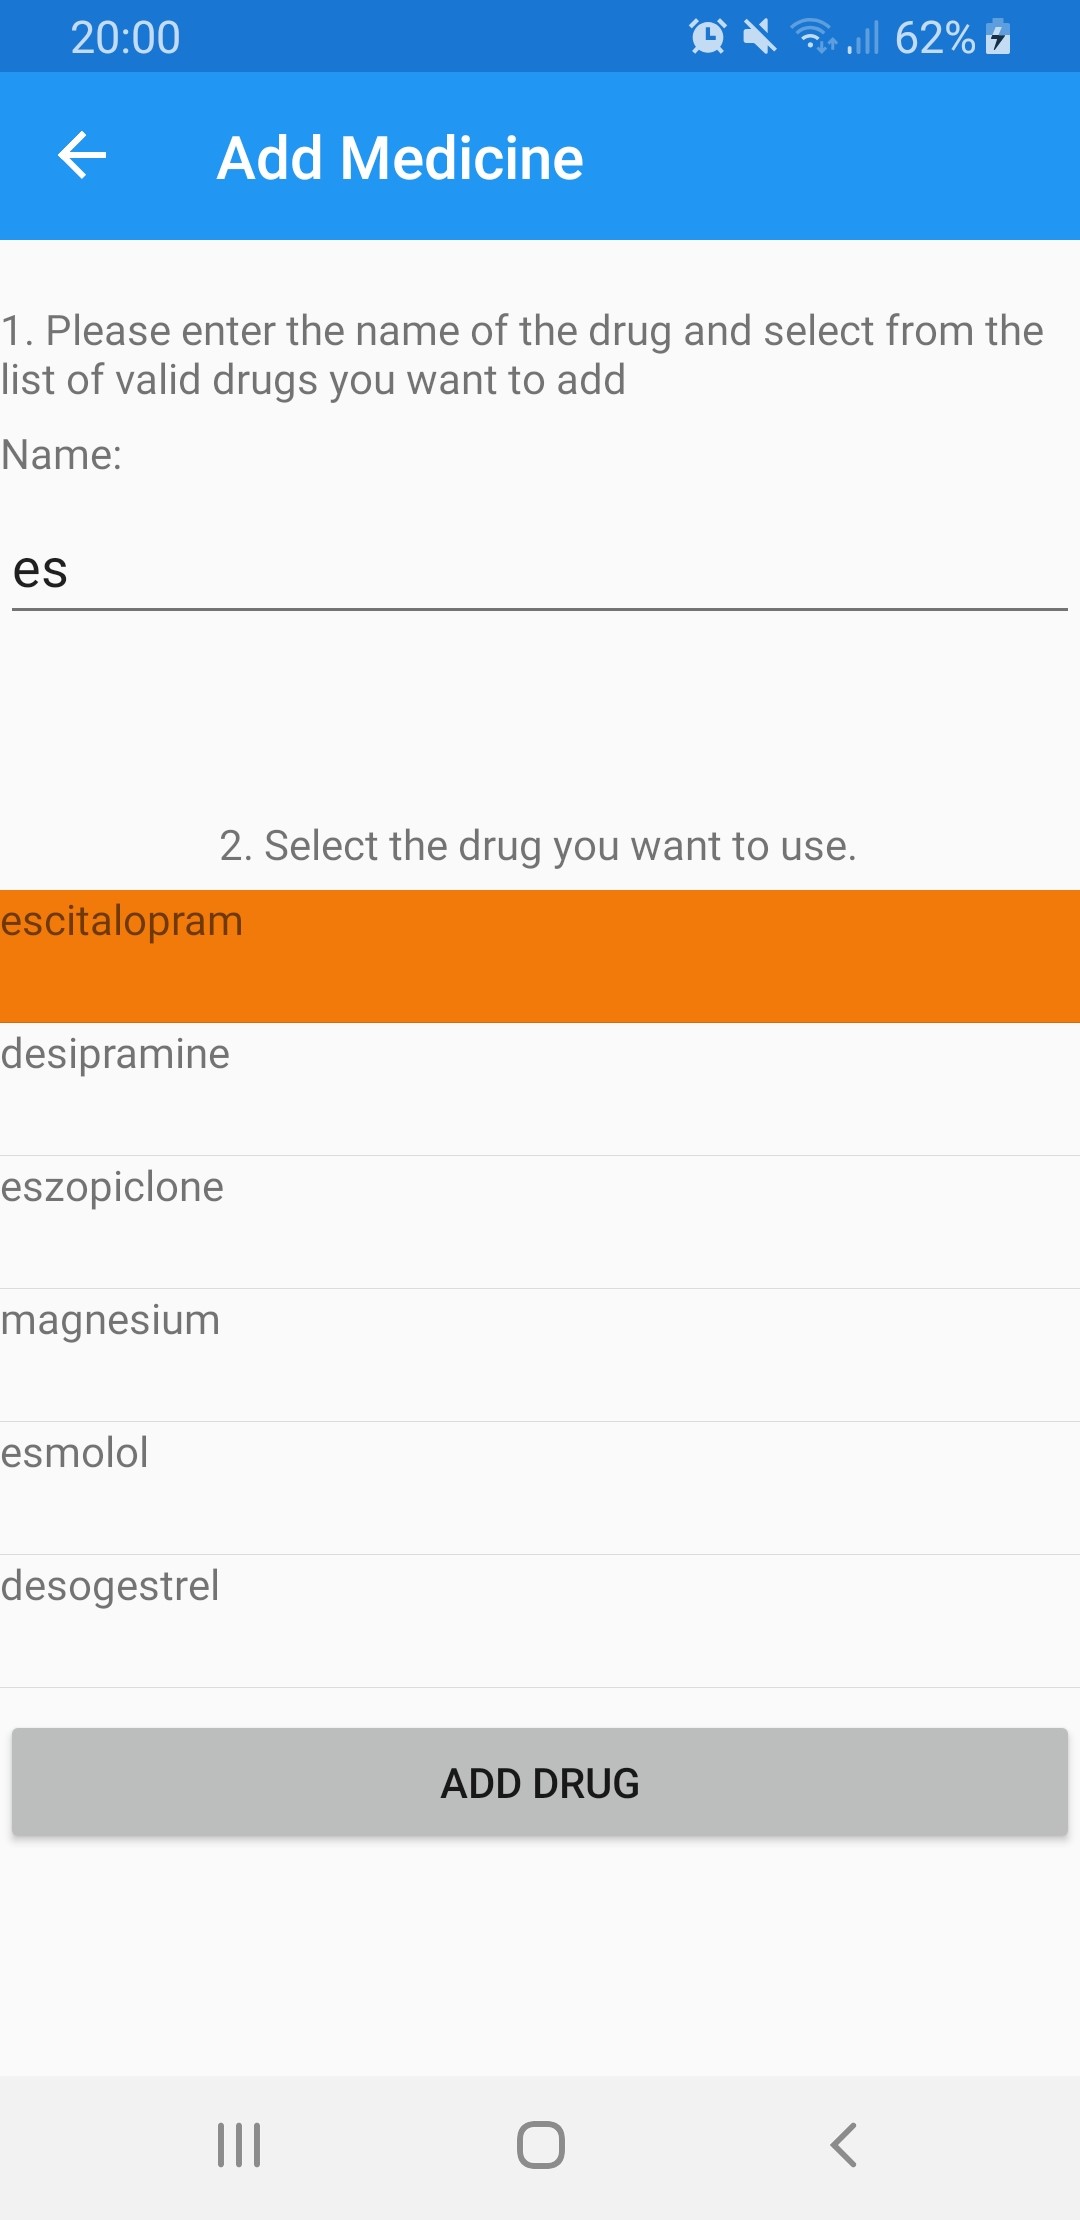 20:00 62%
Add Medicine
1. Please enter the name of the drug and select from the
list of valid drugs you want to add
Name:
es
2. Select the drug you want to use.
escitalopram
desipramine
eszopiclone
magnesium
esmolol
desogestrel
ADD DRUG